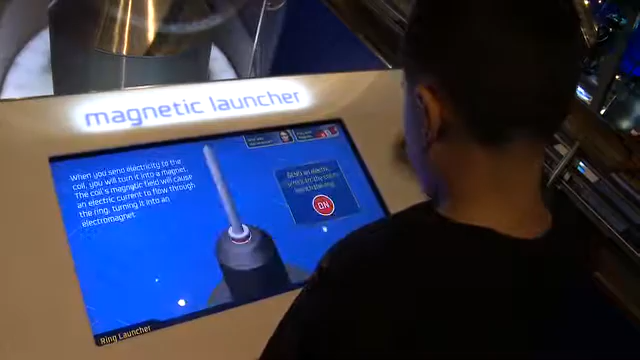 magnetic launcher
When you send electricity to the
coil, you will turn it into a magnet.
The coil's magnetic field will cause
an electric current to flow through
the ring, turning it into an
electromagnet.
ON
Ring Launcher